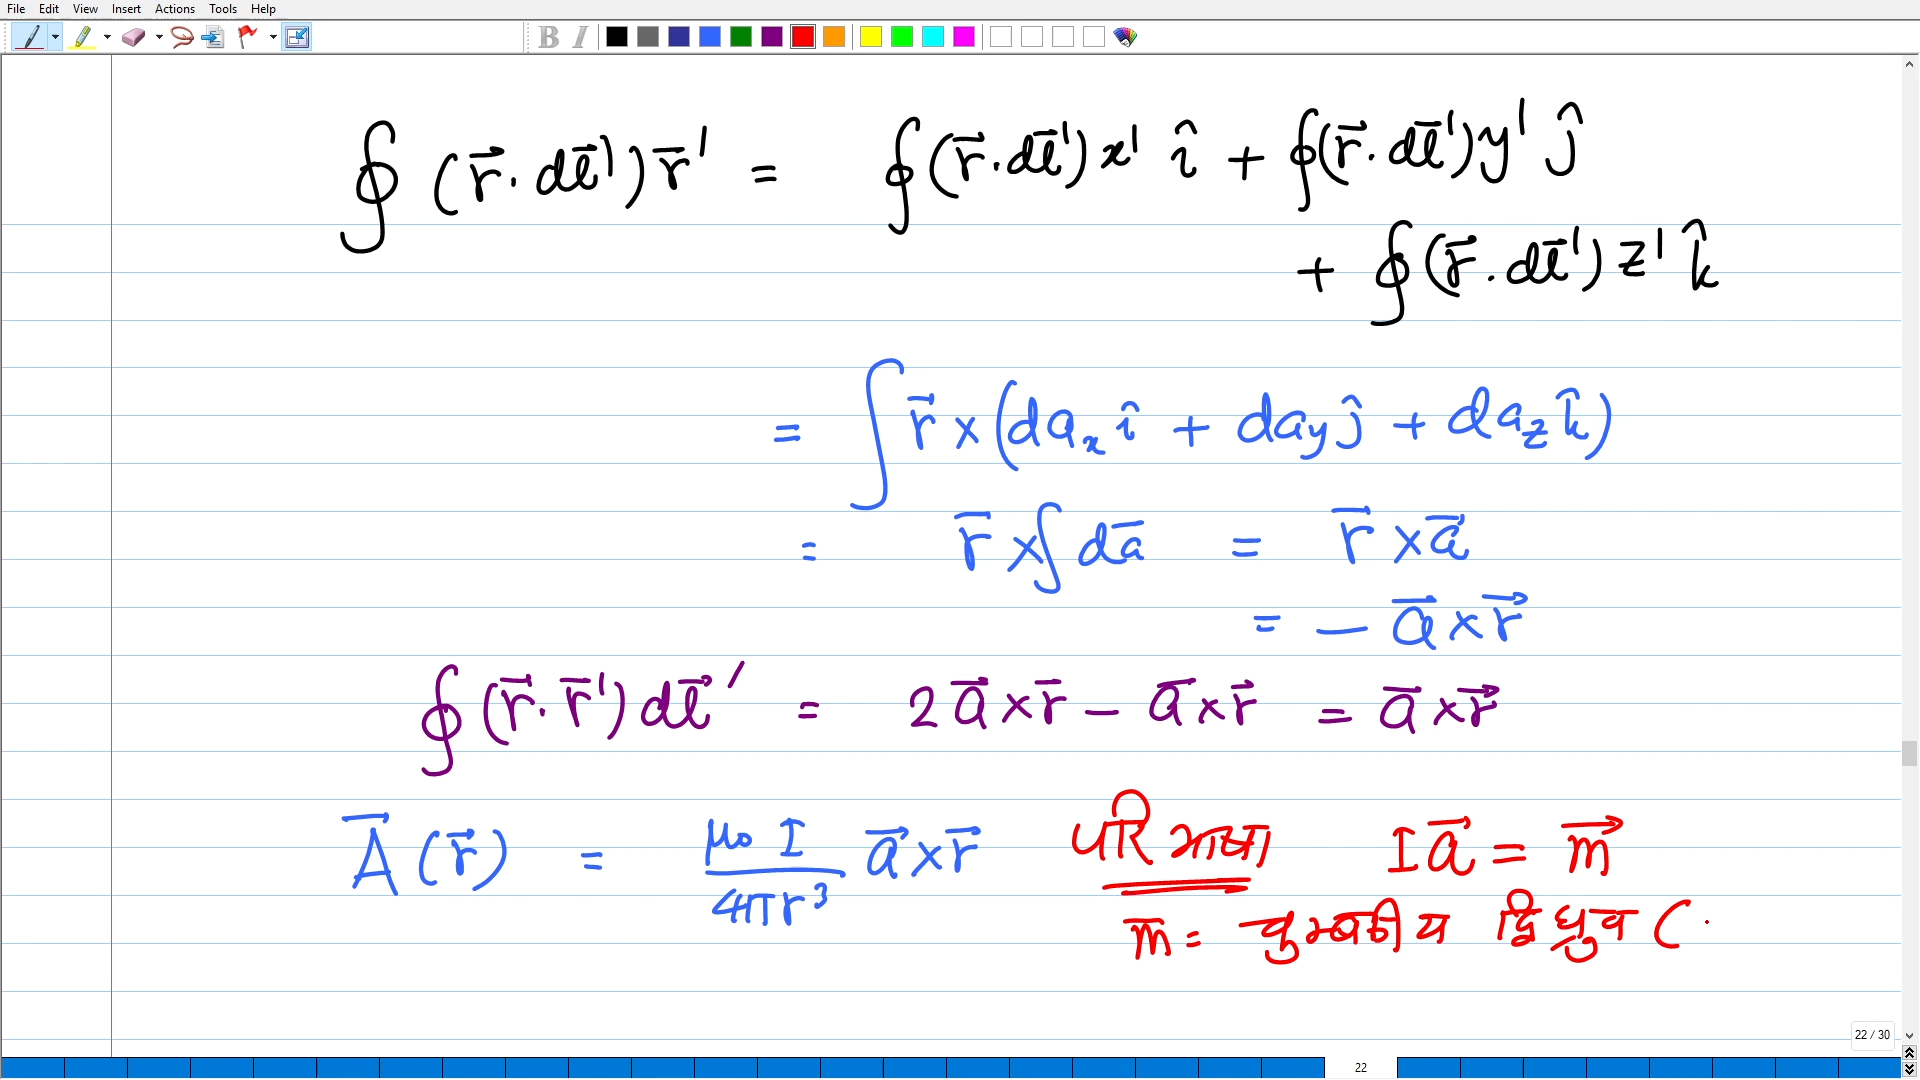 File Edit View Insert Actions Tools Help
B I
∮ (r⃗ · dl⃗′) r⃗′ = ∮(r⃗ · dl⃗′) x′ î + ∮(r⃗ · dl⃗′) y′ ĵ
+ ∮(r⃗ · dl⃗′) z′ k̂
= ∫ r⃗ × (daₓ î + da_y ĵ + da_z k̂)
= r⃗ × ∫ da⃗ = r⃗ × a⃗
= − a⃗ × r⃗
∮ (r⃗ · r⃗′) dl⃗′ = 2 a⃗ × r⃗ − a⃗ × r⃗ = a⃗ × r⃗
A⃗ (r⃗) = μ₀ I / 4πr³ a⃗ × r⃗ परिभाषा I a⃗ = m⃗
m⃗ = चुम्बकीय द्विध्रुव (
22 / 30
22